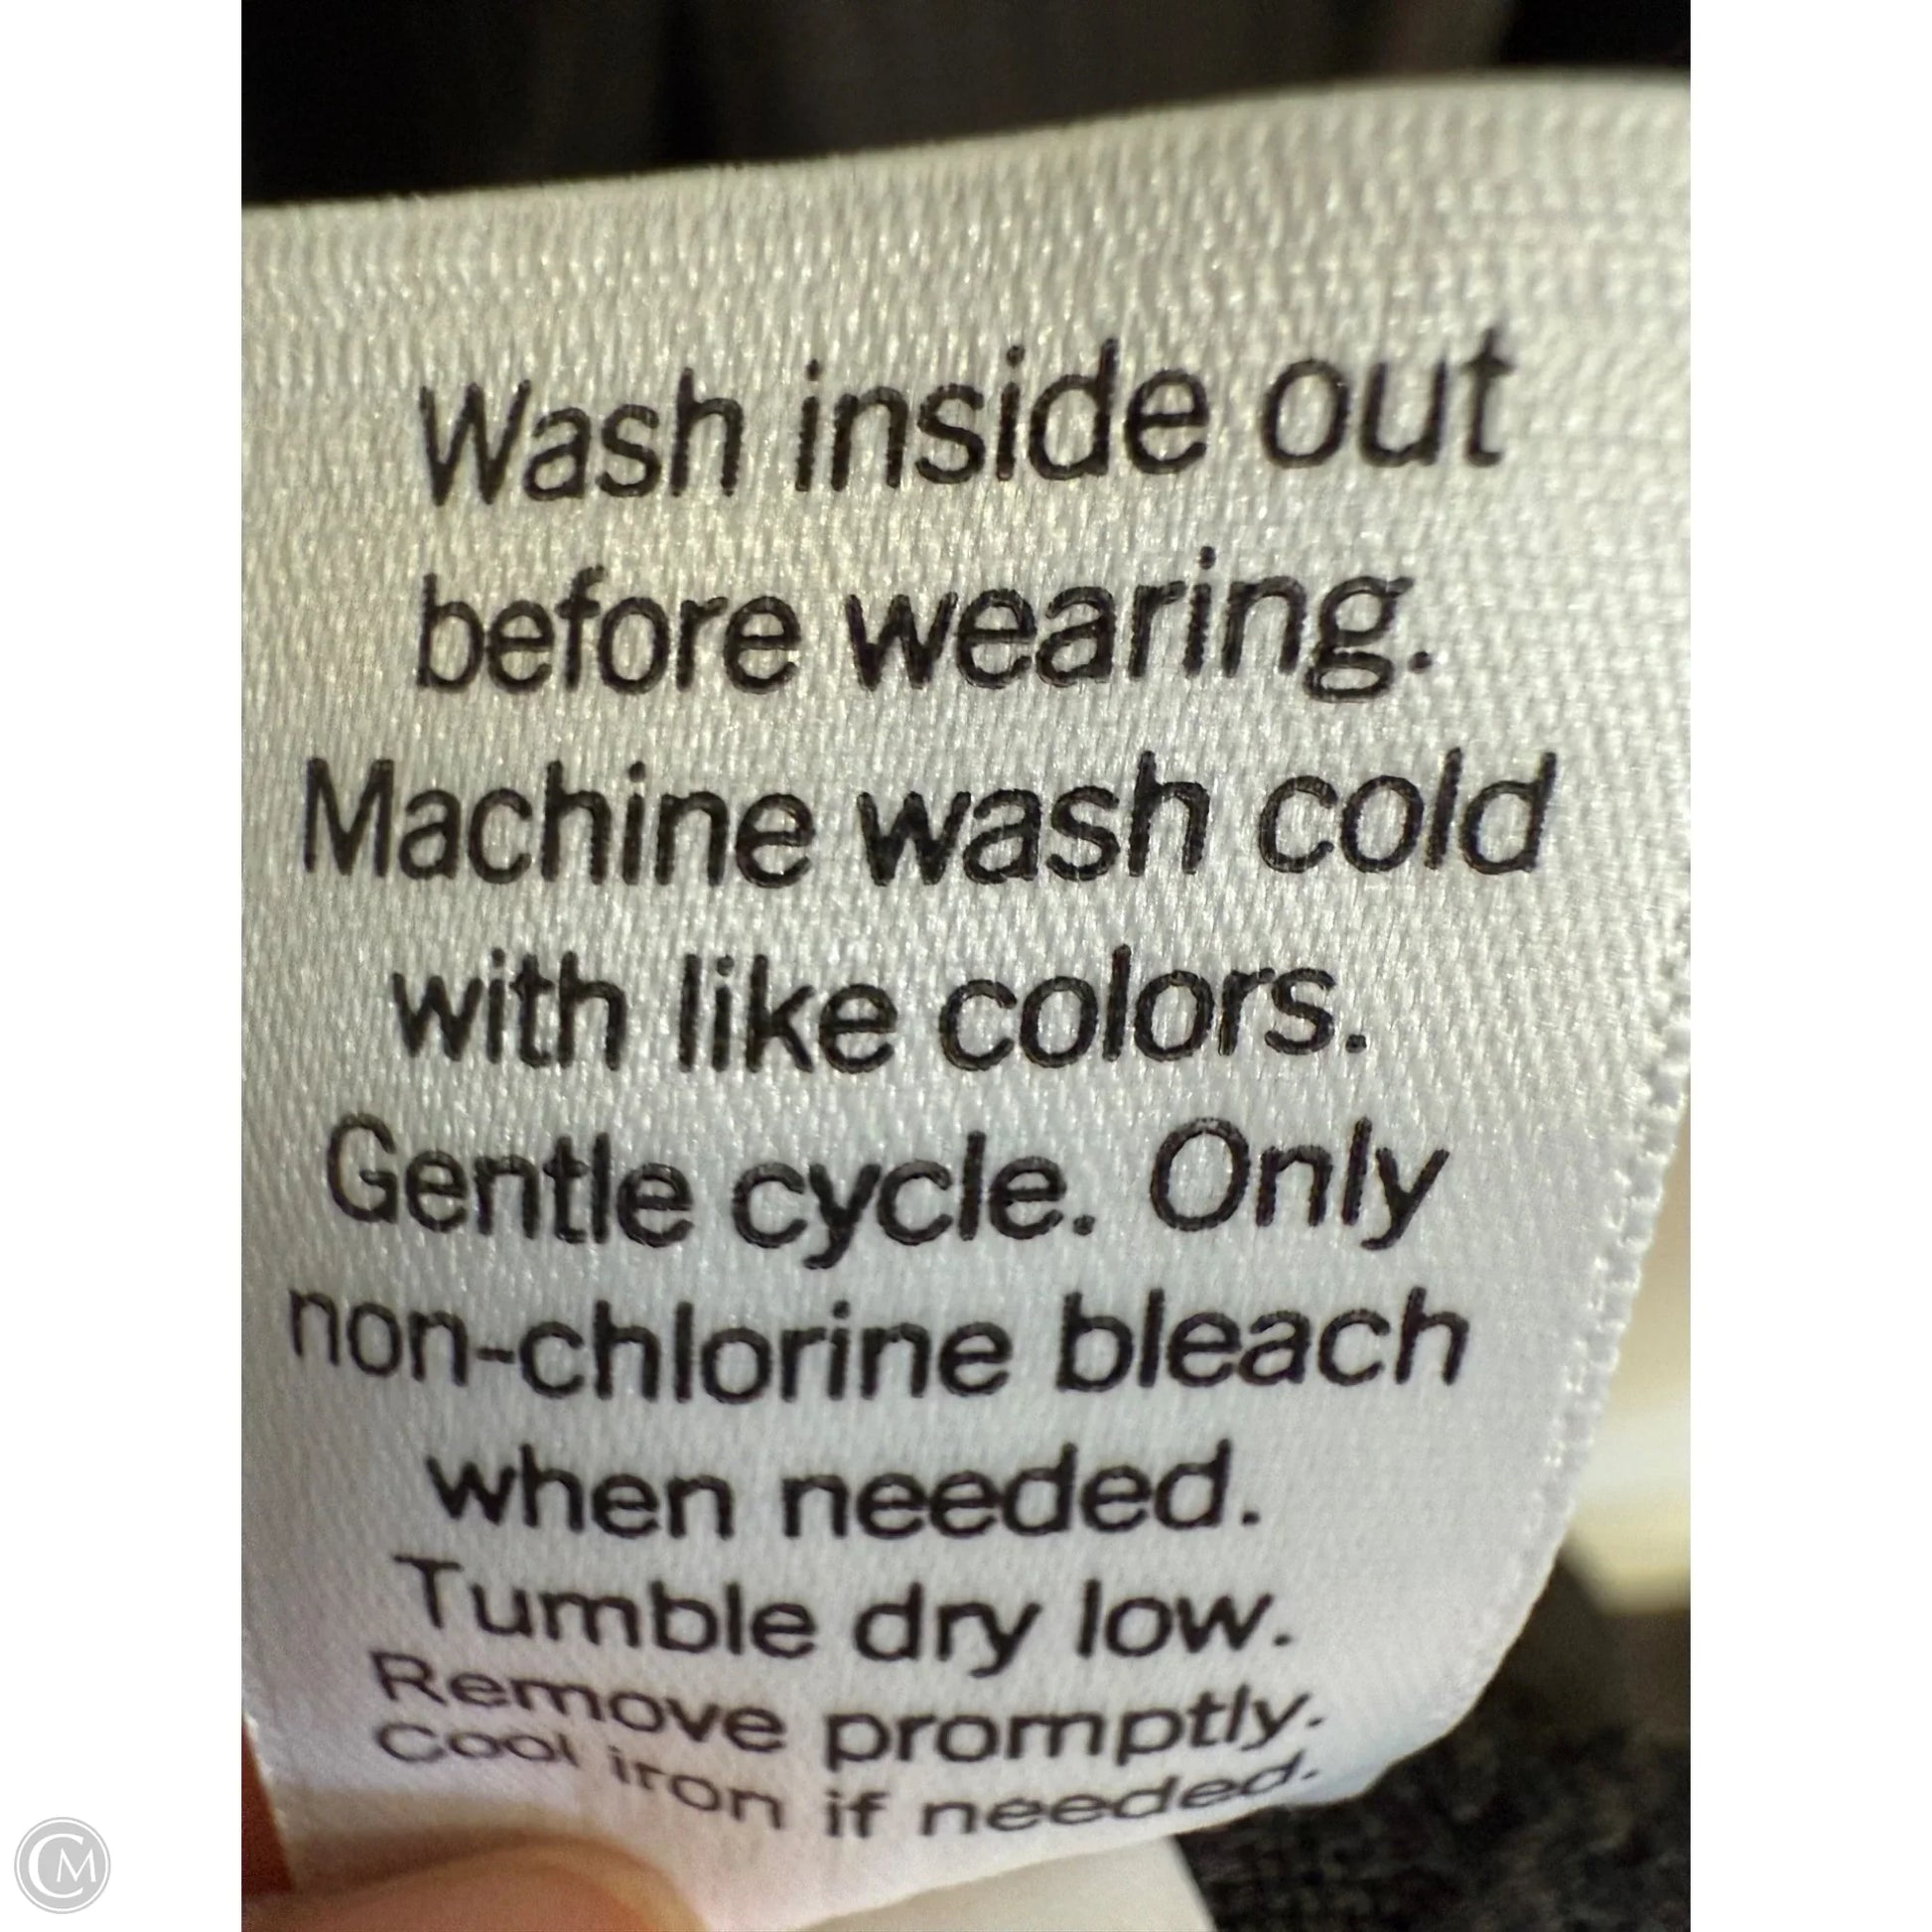 Wash inside out
before wearing.
Machine wash cold
with like colors.
Gentle cycle. Only
non-chlorine bleach
when needed.
Tumble dry low.
Remove promptly.
Cool iron if needed.
CM